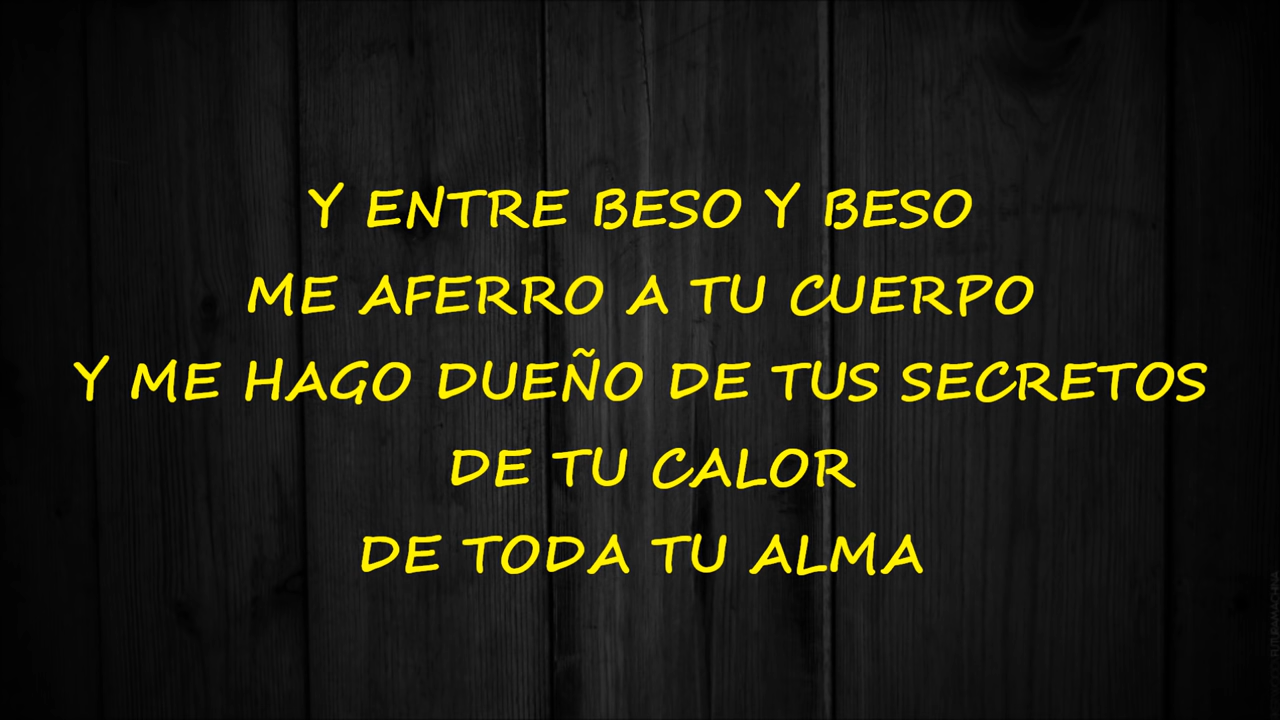 Y ENTRE BESO Y BESO
ME AFERRO A TU CUERPO
Y ME HAGO DUEÑO DE TUS SECRETOS
DE TU CALOR
DE TODA TU ALMA